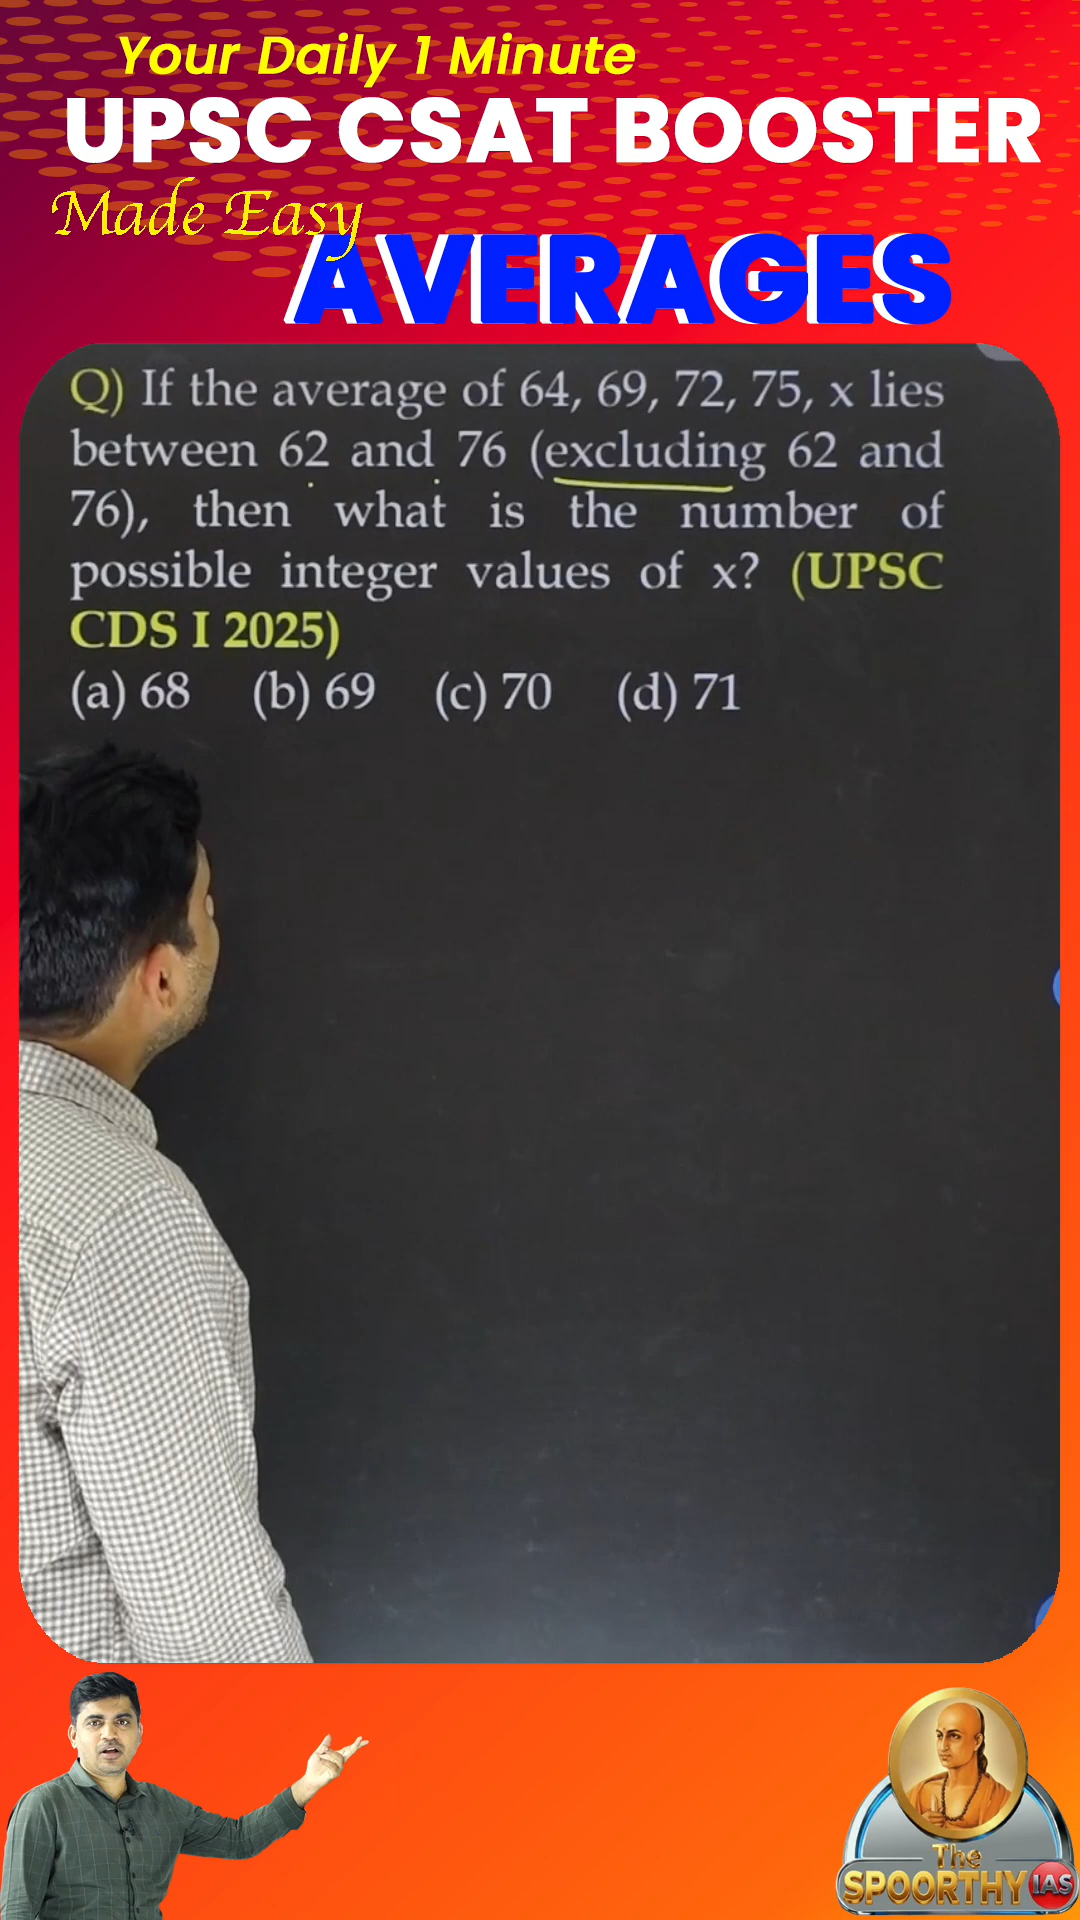 Your Daily 1 Minute
UPSC CSAT BOOSTER
Made Easy
AVERAGES
Q) If the average of 64, 69, 72, 75, x lies
between 62 and 76 (excluding 62 and
76), then what is the number of
possible integer values of x? (UPSC
CDS I 2025)
(a) 68 (b) 69 (c) 70 (d) 71
The
SPOORTHY IAS